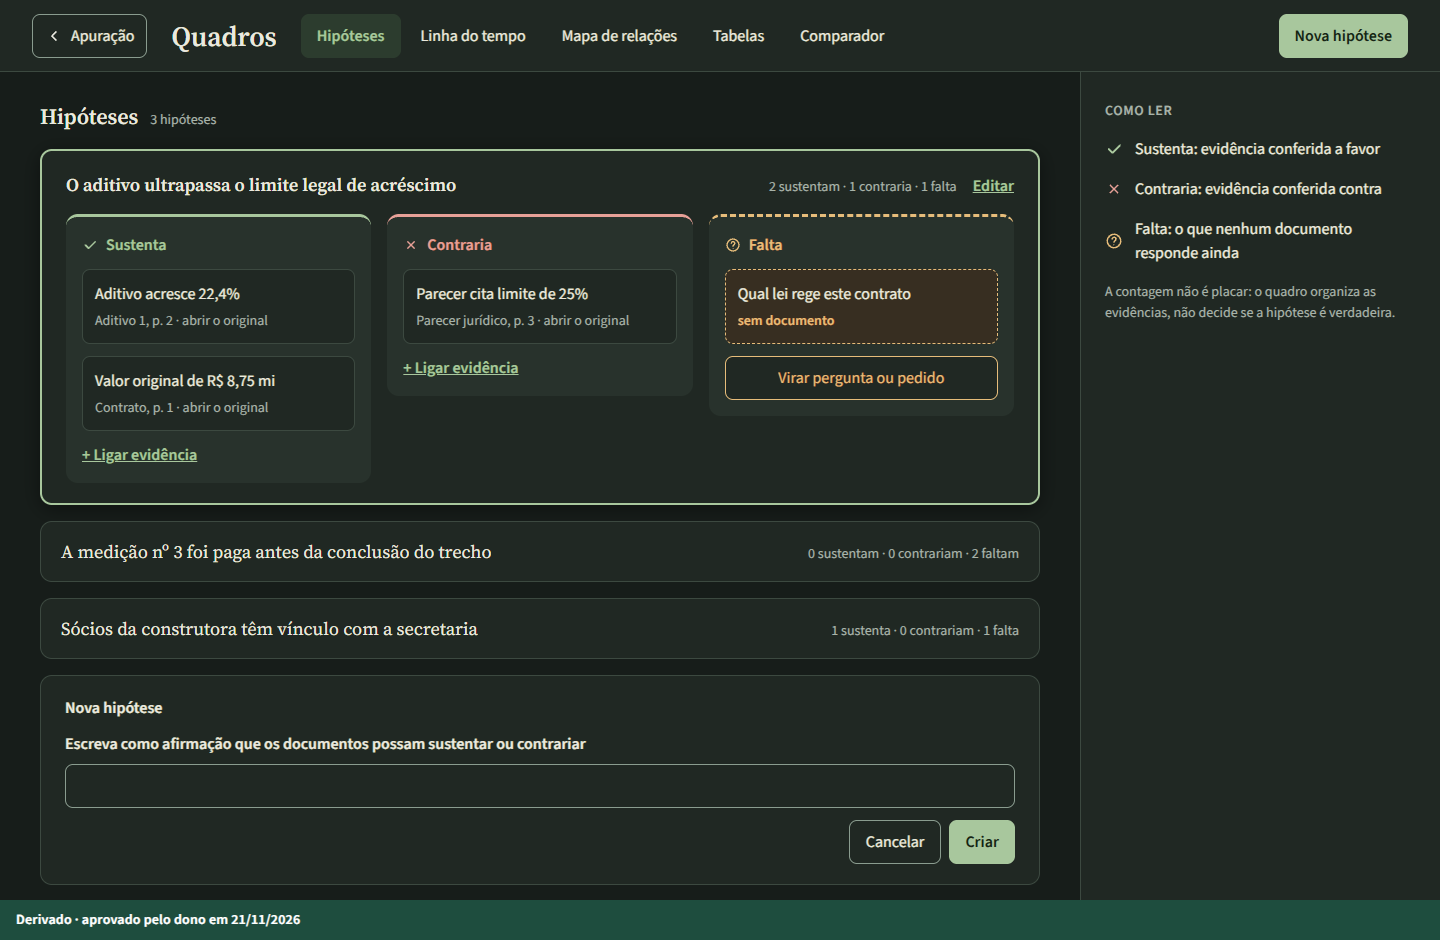 Apuração
Quadros
Hipóteses
Linha do tempo
Mapa de relações
Tabelas
Comparador
Nova hipótese
Hipóteses
3 hipóteses
O aditivo ultrapassa o limite legal de acréscimo
2 sustentam · 1 contraria · 1 falta
Editar
Sustenta
Aditivo acresce 22,4%
Aditivo 1, p. 2 · abrir o original
Valor original de R$ 8,75 mi
Contrato, p. 1 · abrir o original
+ Ligar evidência
Contraria
Parecer cita limite de 25%
Parecer jurídico, p. 3 · abrir o original
+ Ligar evidência
Falta
Qual lei rege este contrato
sem documento
Virar pergunta ou pedido
A medição nº 3 foi paga antes da conclusão do trecho
0 sustentam · 0 contrariam · 2 faltam
Sócios da construtora têm vínculo com a secretaria
1 sustenta · 0 contrariam · 1 falta
Nova hipótese
Escreva como afirmação que os documentos possam sustentar ou contrariar
Cancelar
Criar
COMO LER
Sustenta: evidência conferida a favor
Contraria: evidência conferida contra
Falta: o que nenhum documento
responde ainda
A contagem não é placar: o quadro organiza as
evidências, não decide se a hipótese é verdadeira.
Derivado · aprovado pelo dono em 21/11/2026